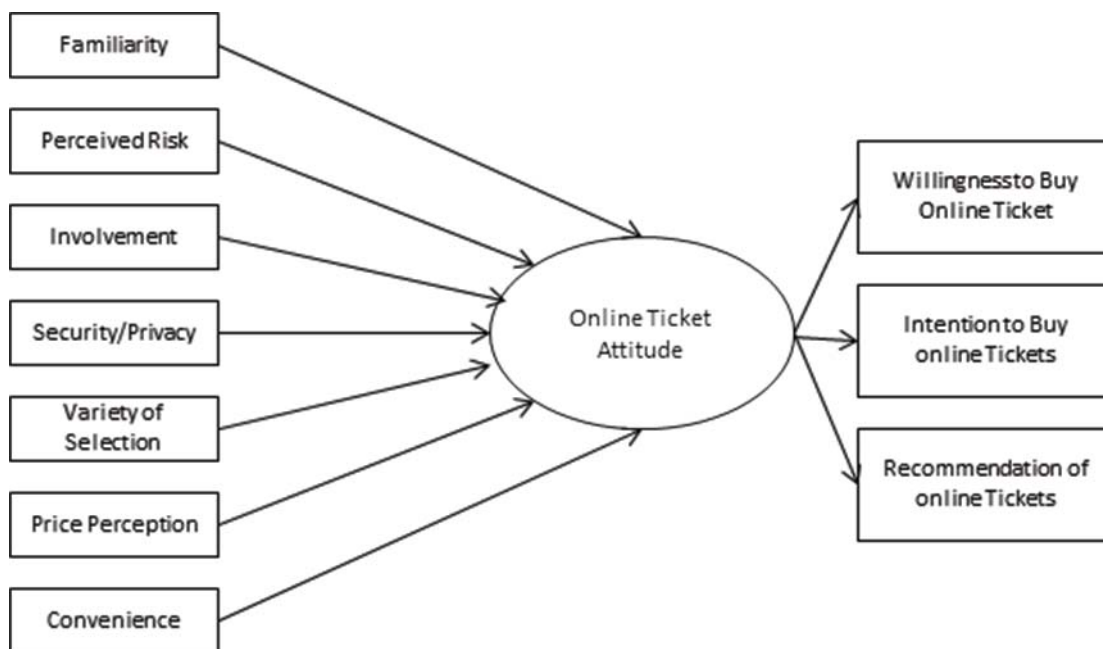 Familiarity
Perceived Risk
Involvement
Security/Privacy
Variety of
Selection
Price Perception
Convenience
Online Ticket
Attitude
Willingnessto Buy
Online Ticket
Intention to Buy
online Tickets
Recommendation of
online Tickets